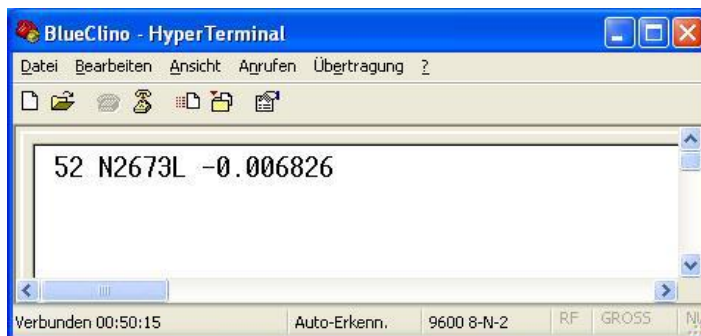 BlueClino - HyperTerminal
Datei Bearbeiten Ansicht Anrufen Übertragung ?
52 N2673L -0.006826
Verbunden 00:50:15 Auto-Erkenn. 9600 8-N-2 RF GROSS